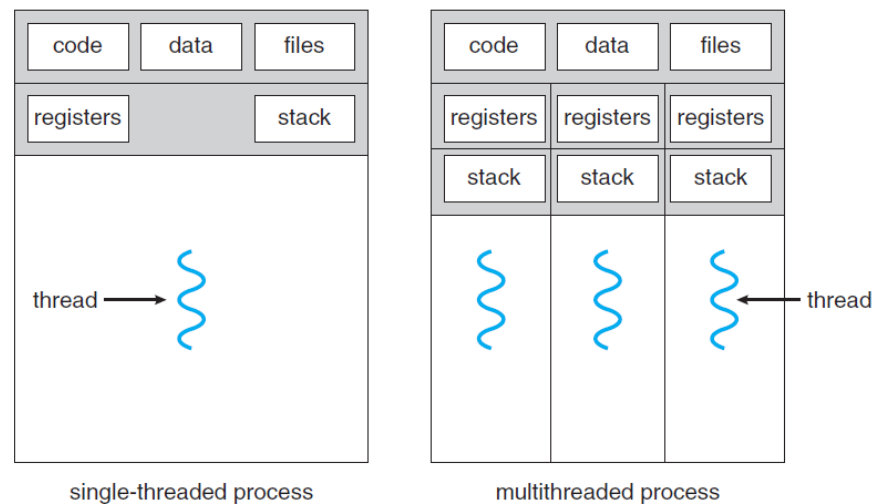 code data files code data files
registers stack registers registers registers
stack stack stack
thread thread
single-threaded process multithreaded process